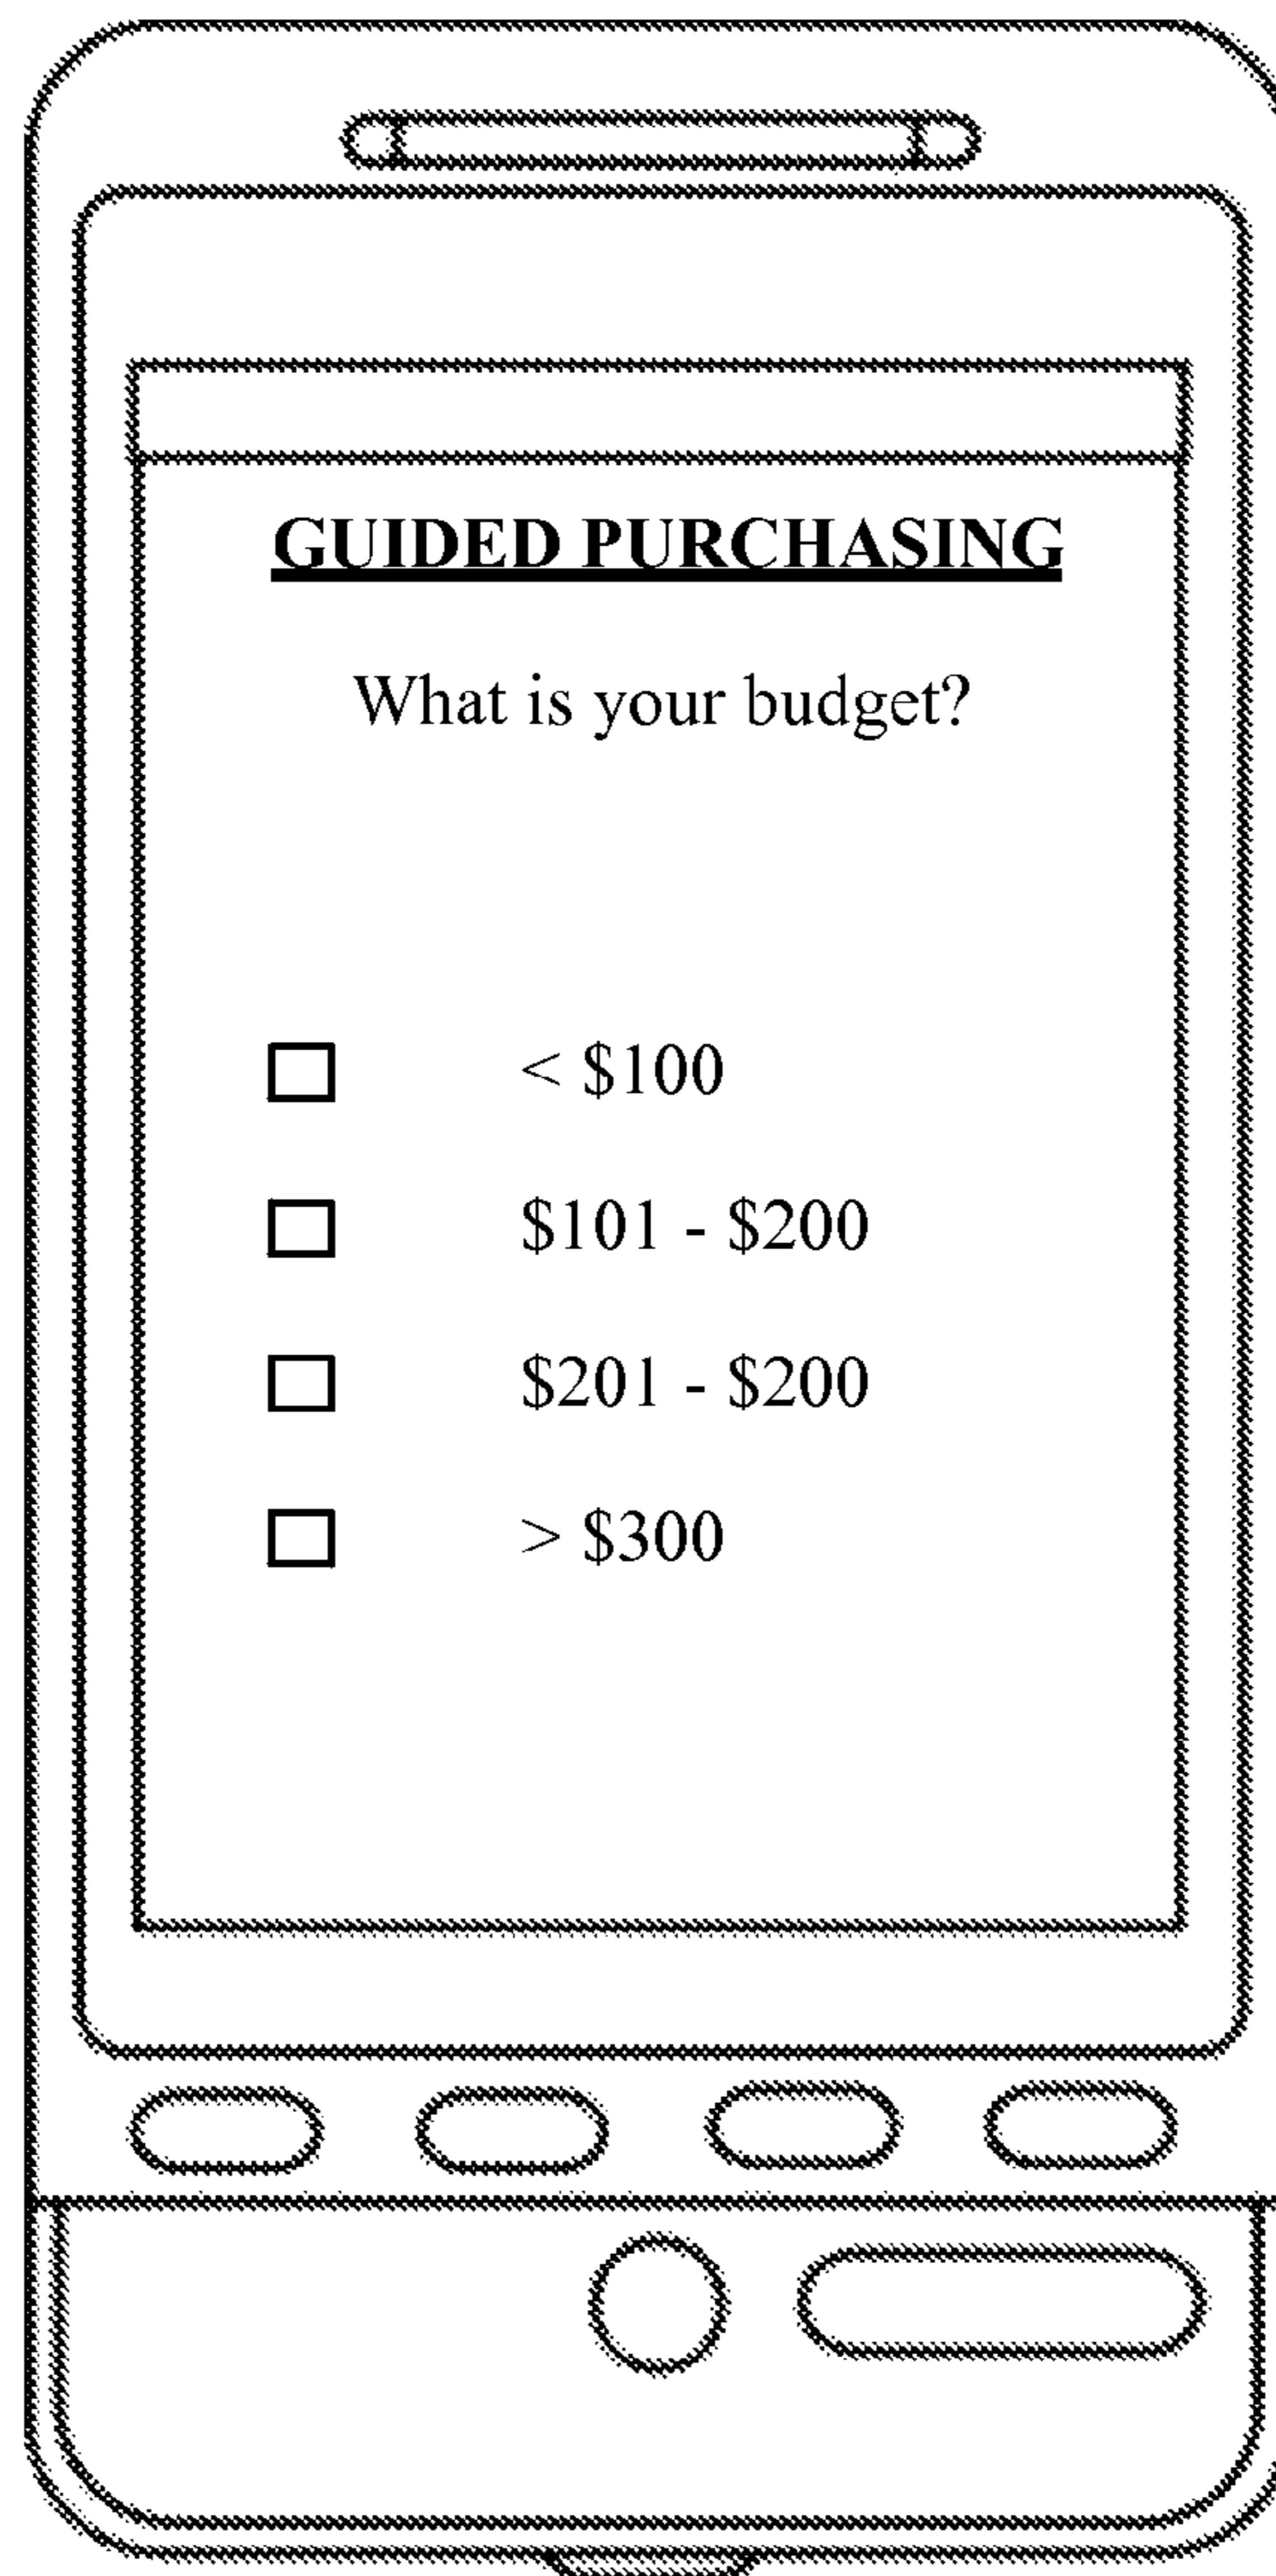 GUIDED PURCHASING
What is your budget?
< $100
$101 - $200
$201 - $200
> $300